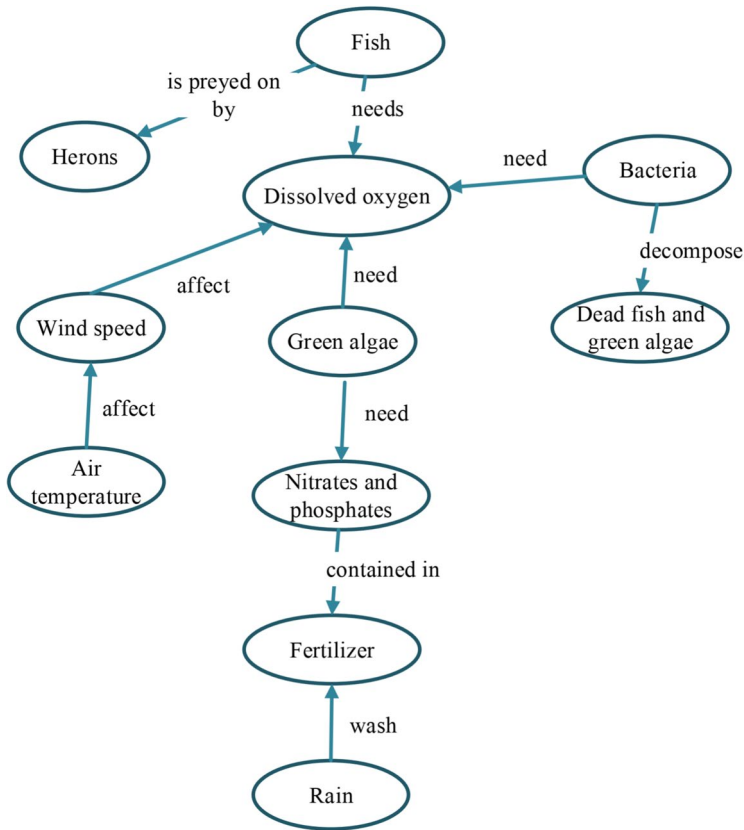 Fish
is preyed on
by
needs
Herons
need
Bacteria
Dissolved oxygen
decompose
affect
need
Wind speed
Green algae
Dead fish and
green algae
affect
need
Air
temperature
Nitrates and
phosphates
contained in
Fertilizer
wash
Rain